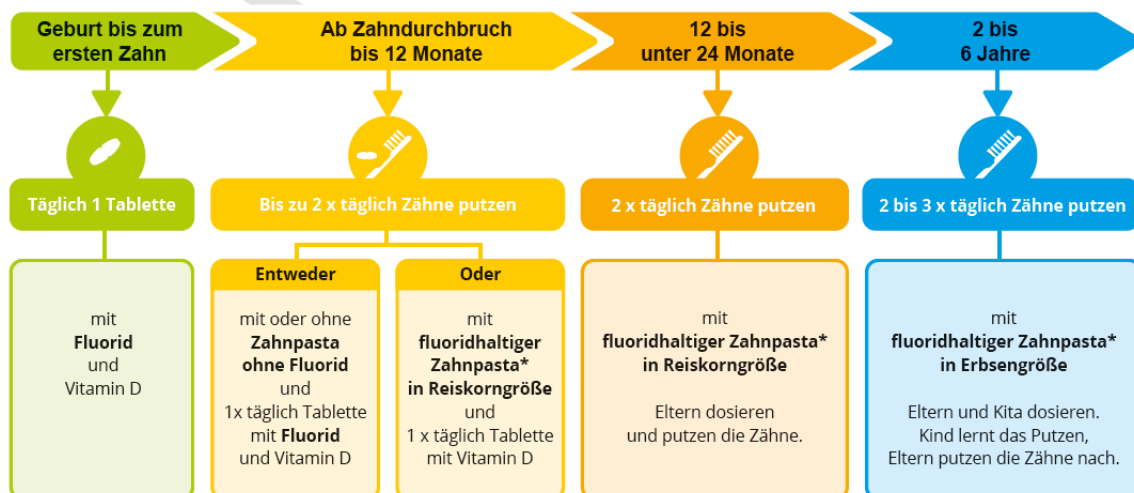 Geburt bis zum
ersten Zahn
Ab Zahndurchbruch
bis 12 Monate
12 bis
unter 24 Monate
2 bis
6 Jahre
Täglich 1 Tablette
Bis zu 2 x täglich Zähne putzen
2 x täglich Zähne putzen
2 bis 3 x täglich Zähne putzen
mit
Fluorid
und
Vitamin D
Entweder
mit oder ohne
Zahnpasta
ohne Fluorid
und
1x täglich Tablette
mit Fluorid
und Vitamin D
Oder
mit
fluoridhaltiger
Zahnpasta*
in Reiskorngröße
und
1 x täglich Tablette
mit Vitamin D
mit
fluoridhaltiger Zahnpasta*
in Reiskorngröße
Eltern dosieren
und putzen die Zähne.
mit
fluoridhaltiger Zahnpasta*
in Erbsengröße
Eltern und Kita dosieren.
Kind lernt das Putzen,
Eltern putzen die Zähne nach.